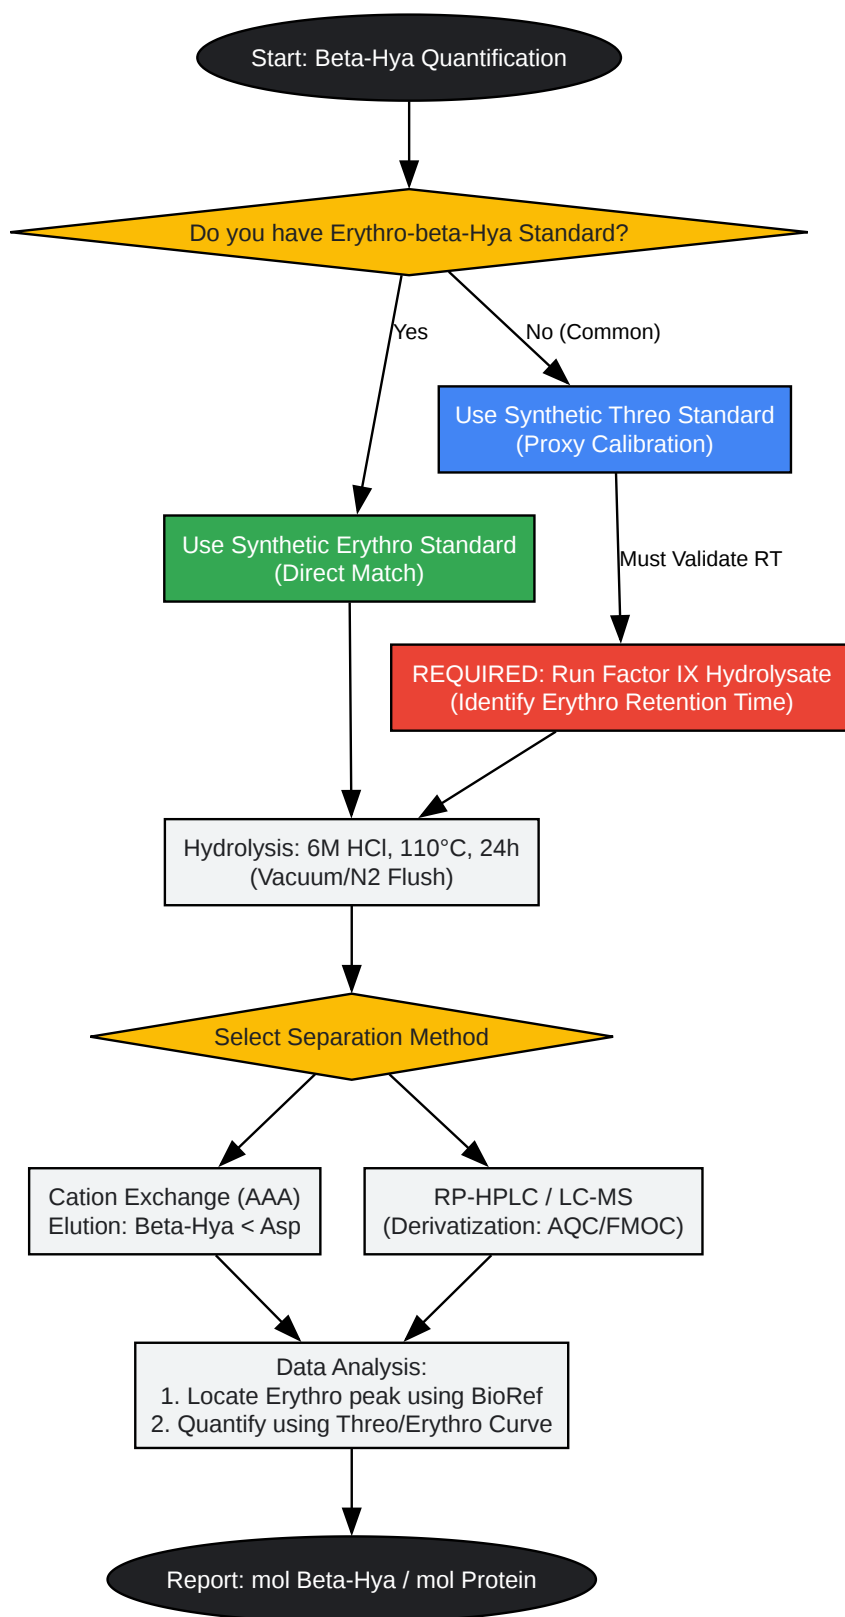 Start: Beta-Hya Quantification
Do you have Erythro-beta-Hya Standard?
Yes
No (Common)
Use Synthetic Threo Standard
(Proxy Calibration)
Use Synthetic Erythro Standard
(Direct Match)
Must Validate RT
REQUIRED: Run Factor IX Hydrolysate
(Identify Erythro Retention Time)
Hydrolysis: 6M HCl, 110°C, 24h
(Vacuum/N2 Flush)
Select Separation Method
Cation Exchange (AAA)
Elution: Beta-Hya < Asp
RP-HPLC / LC-MS
(Derivatization: AQC/FMOC)
Data Analysis:
1. Locate Erythro peak using BioRef
2. Quantify using Threo/Erythro Curve
Report: mol Beta-Hya / mol Protein